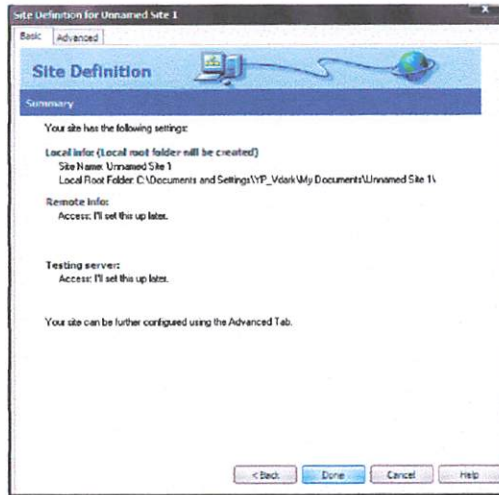 Site Definition for Unnamed Site 1
X
Basic Advanced
Site Definition
Summary
Your site has the following settings:
Local info: (Local root folder will be created)
Site Name: Unnamed Site 1
Local Root Folder: C:\Documents and Settings\YP_Vdark\My Documents\Unnamed Site 1\
Remote info:
Access: I'll set this up later.
Testing server:
Access: I'll set this up later.
Your site can be further configured using the Advanced Tab.
< Back Done Cancel Help